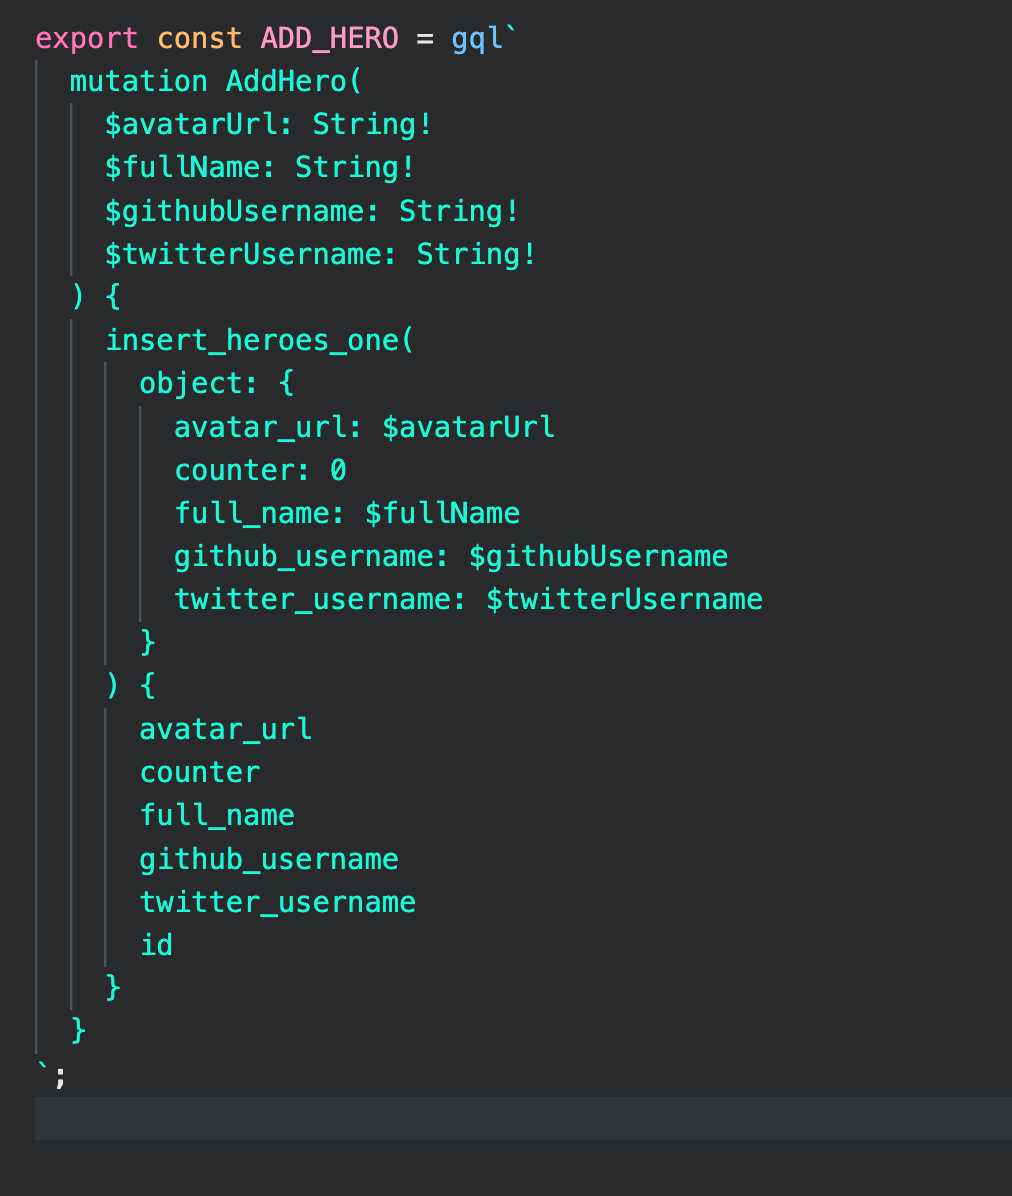 export const ADD_HERO = gql`
  mutation AddHero(
    $avatarUrl: String!
    $fullName: String!
    $githubUsername: String!
    $twitterUsername: String!
  ) {
    insert_heroes_one(
      object: {
        avatar_url: $avatarUrl
        counter: 0
        full_name: $fullName
        github_username: $githubUsername
        twitter_username: $twitterUsername
      }
    ) {
      avatar_url
      counter
      full_name
      github_username
      twitter_username
      id
    }
  }
`;